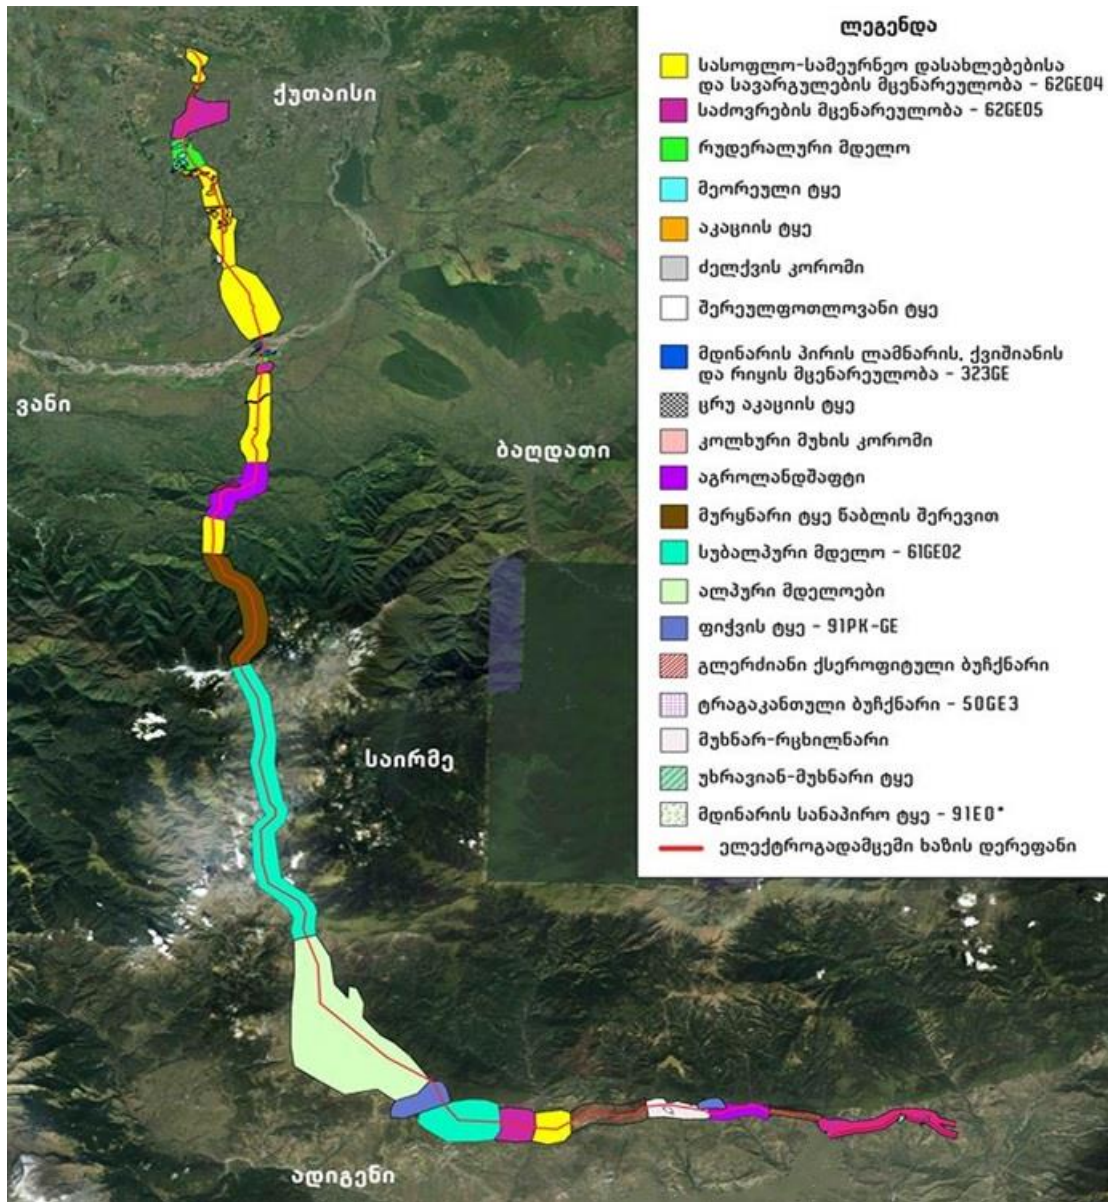 ლეგენდა
სასოფლო-სამეურნეო დასახლებებისა
და სავარგულების მცენარეულობა - 62GE04
საძოვრების მცენარეულობა - 62GE05
რუდერალური მდელო
მეორეული ტყე
აკაციის ტყე
ძელქვის კორომი
შერეულფოთლოვანი ტყე
მდინარის პირის ლამნარის, ქვიშიანის
და რიყის მცენარეულობა - 323GE
ცრუ აკაციის ტყე
კოლხური მუხის კორომი
აგროლანდშაფტი
მურყნარი ტყე წაბლის შერევით
სუბალპური მდელო - 61GE02
ალპური მდელოები
ფიჭვის ტყე - 91PK-GE
გლერძიანი ქსეროფიტული ბუჩქნარი
ტრაგაკანთული ბუჩქნარი - 50GE3
მუხნარ-რცხილნარი
უხრავიან-მუხნარი ტყე
მდინარის სანაპირო ტყე - 91E0*
ელექტროგადამცემი ხაზის დერეფანი
ქუთაისი
ვანი
ბაღდათი
საირმე
ადიგენი